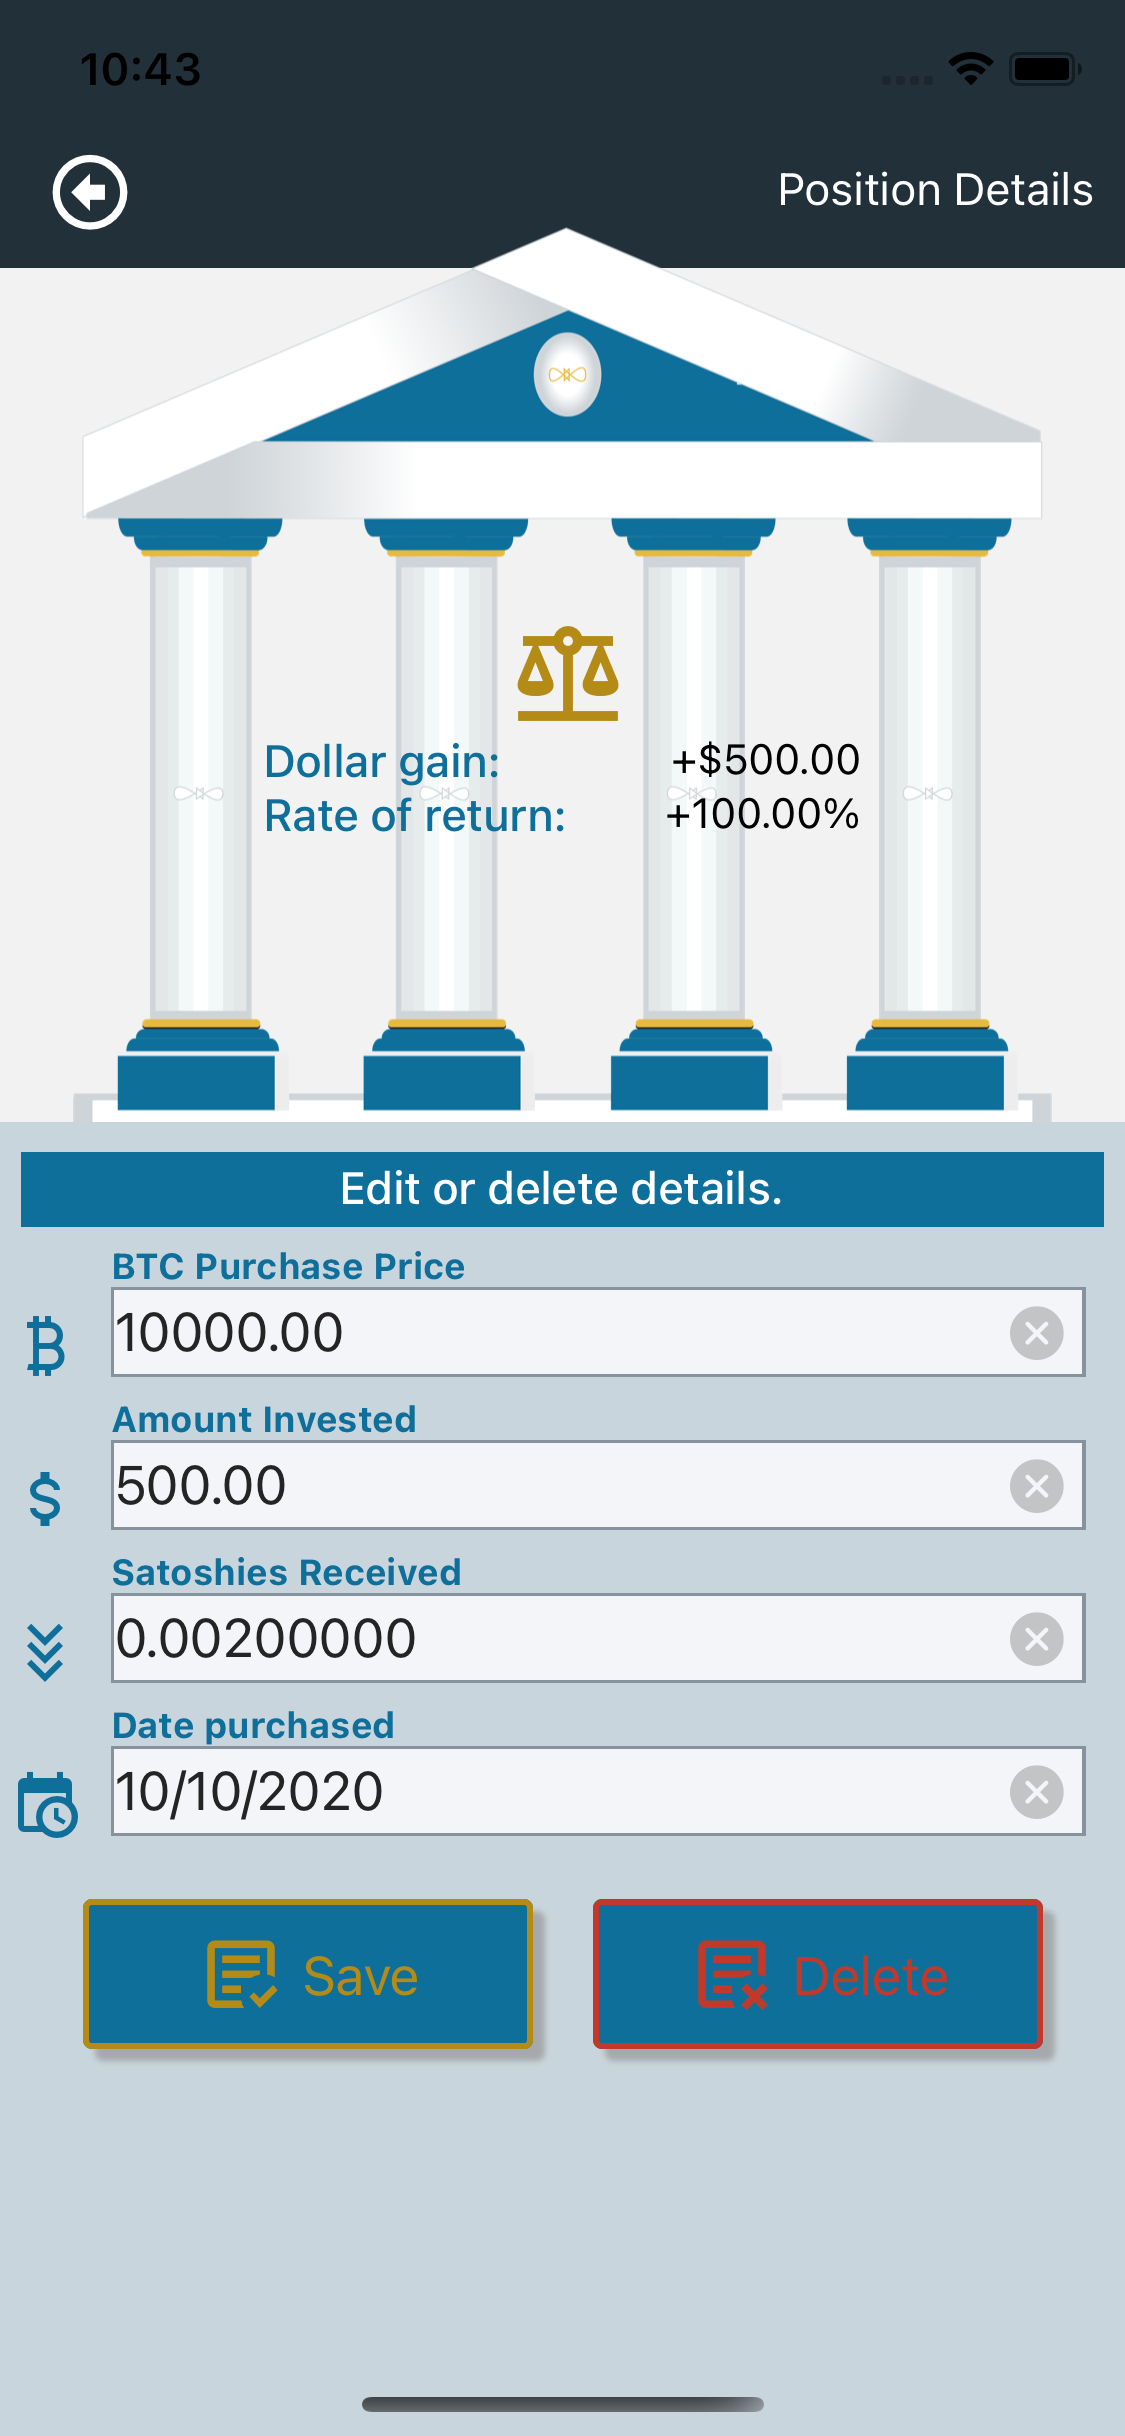 10:43
Position Details
Dollar gain: +$500.00
Rate of return: +100.00%
Edit or delete details.
BTC Purchase Price
10000.00
Amount Invested
$ 500.00
Satoshies Received
0.00200000
Date purchased
10/10/2020
Save Delete